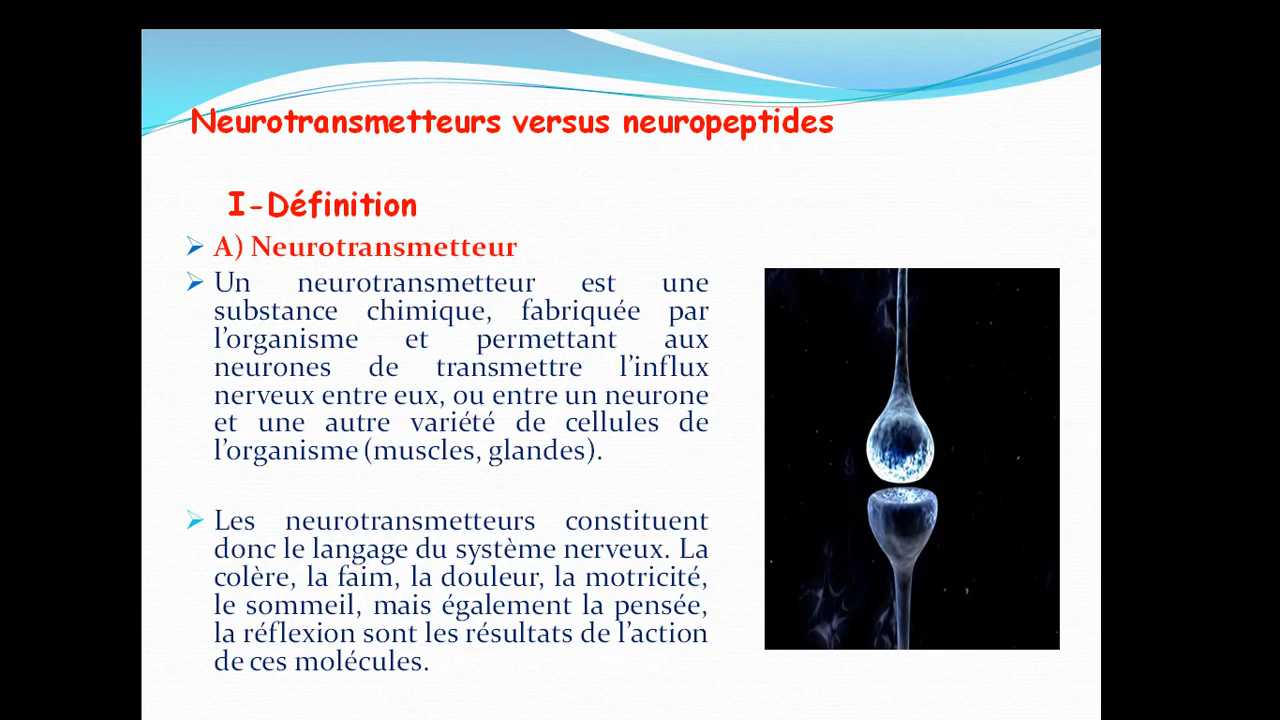 Neurotransmetteurs versus neuropeptides
I-Définition
A) Neurotransmetteur
Un neurotransmetteur est une
substance chimique, fabriquée par
l’organisme et permettant aux
neurones de transmettre l’influx
nerveux entre eux, ou entre un neurone
et une autre variété de cellules de
l’organisme (muscles, glandes).
Les neurotransmetteurs constituent
donc le langage du système nerveux. La
colère, la faim, la douleur, la motricité,
le sommeil, mais également la pensée,
la réflexion sont les résultats de l’action
de ces molécules.